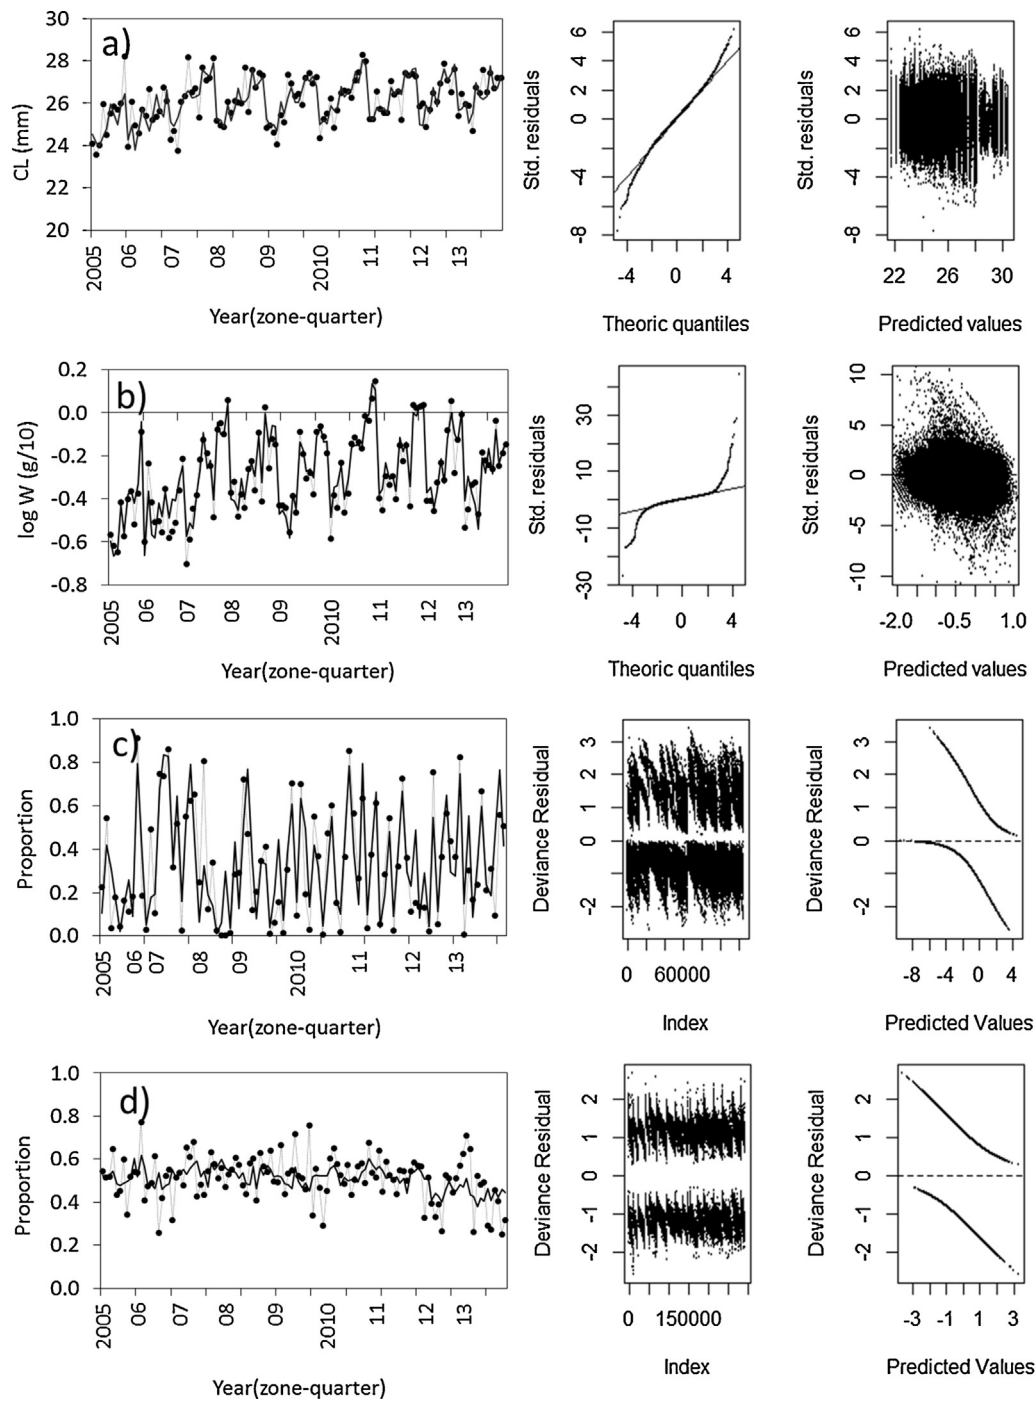 a)
30
28
26
24
22
20
CL (mm)
2005 06 07 08 09 2010 11 12 13
Year(zone-quarter)
6
4
2
0
-4
-8
Std. residuals
-4 0 4
Theoric quantiles
6
4
2
0
-4
-8
Std. residuals
22 26 30
Predicted values
b)
0.2
0.0
-0.2
-0.4
-0.6
-0.8
log W (g/10)
2005 06 07 08 09 2010 11 12 13
Year(zone-quarter)
30
10
-10
-30
Std. residuals
-4 0 4
Theoric quantiles
10
5
0
-5
-10
Std. residuals
-2.0 -0.5 1.0
Predicted values
c)
1.0
0.8
0.6
0.4
0.2
0.0
Proportion
2005 06 07 08 09 2010 11 12 13
Year(zone-quarter)
3
2
1
0
-2
Deviance Residual
0 60000
Index
3
2
1
0
-2
Deviance Residual
-8 -4 0 4
Predicted Values
d)
1.0
0.8
0.6
0.4
0.2
0.0
Proportion
2005 06 07 08 09 2010 11 12 13
Year(zone-quarter)
2
1
0
-1
-2
Deviance Residual
0 150000
Index
2
1
0
-1
-2
Deviance Residual
-3 -1 1 3
Predicted Values